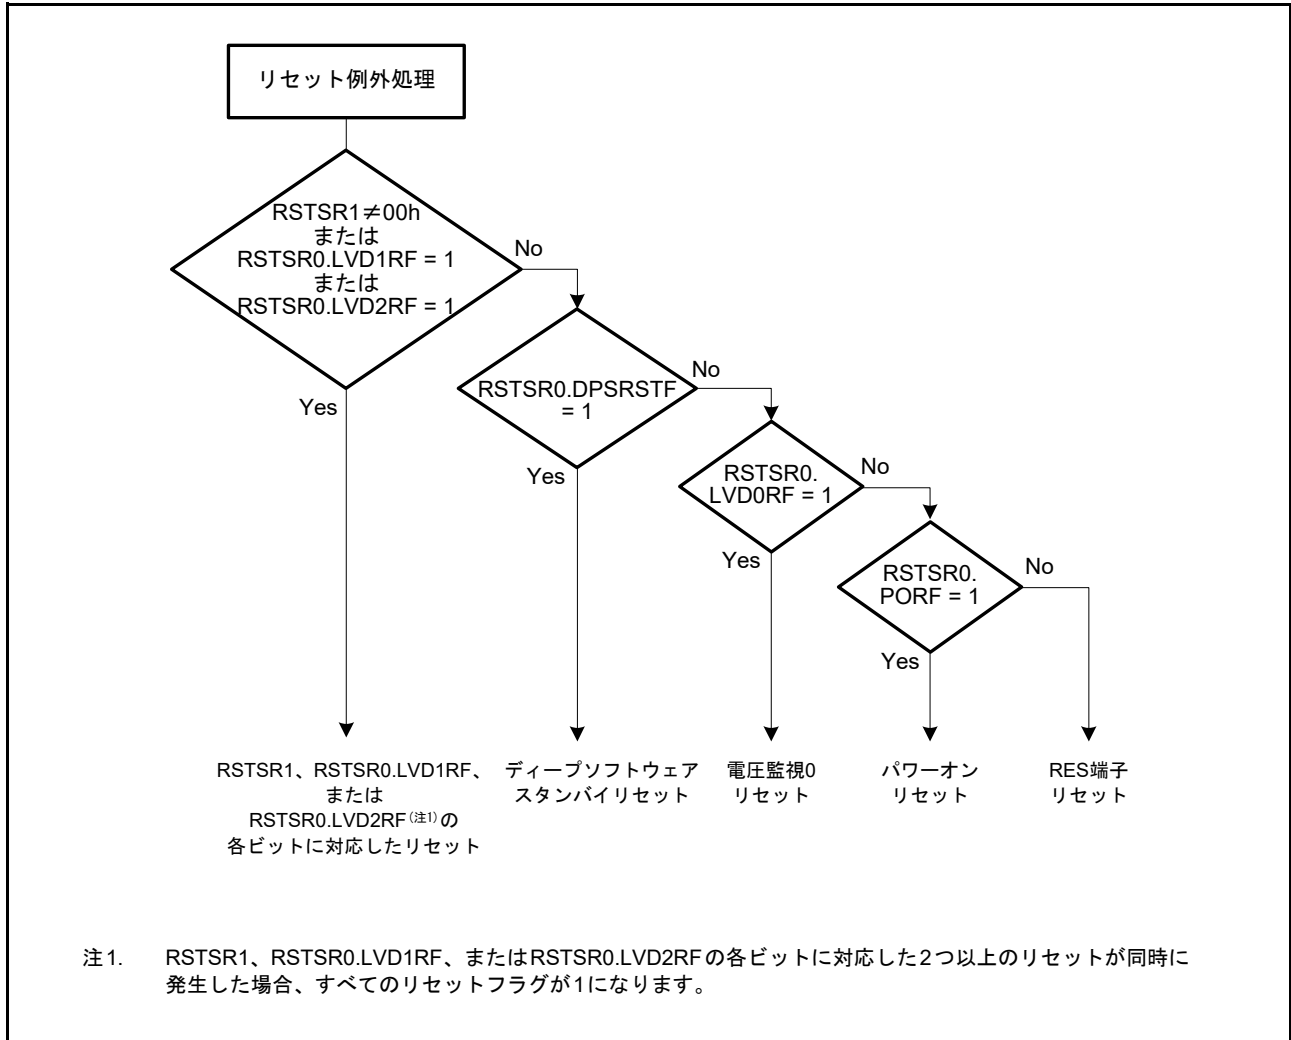 リセット例外処理
RSTSR1≠00h
または
RSTSR0.LVD1RF = 1
または
RSTSR0.LVD2RF = 1
No
Yes
RSTSR0.DPSRSTF
= 1
No
Yes
RSTSR0.
LVD0RF = 1
No
Yes
RSTSR0.
PORF = 1
No
Yes
RSTSR1、RSTSR0.LVD1RF、
または
RSTSR0.LVD2RF(注1)の
各ビットに対応したリセット
ディープソフトウェア
スタンバイリセット
電圧監視0
リセット
パワーオン
リセット
RES端子
リセット
注1. RSTSR1、RSTSR0.LVD1RF、またはRSTSR0.LVD2RFの各ビットに対応した2つ以上のリセットが同時に
発生した場合、すべてのリセットフラグが1になります。